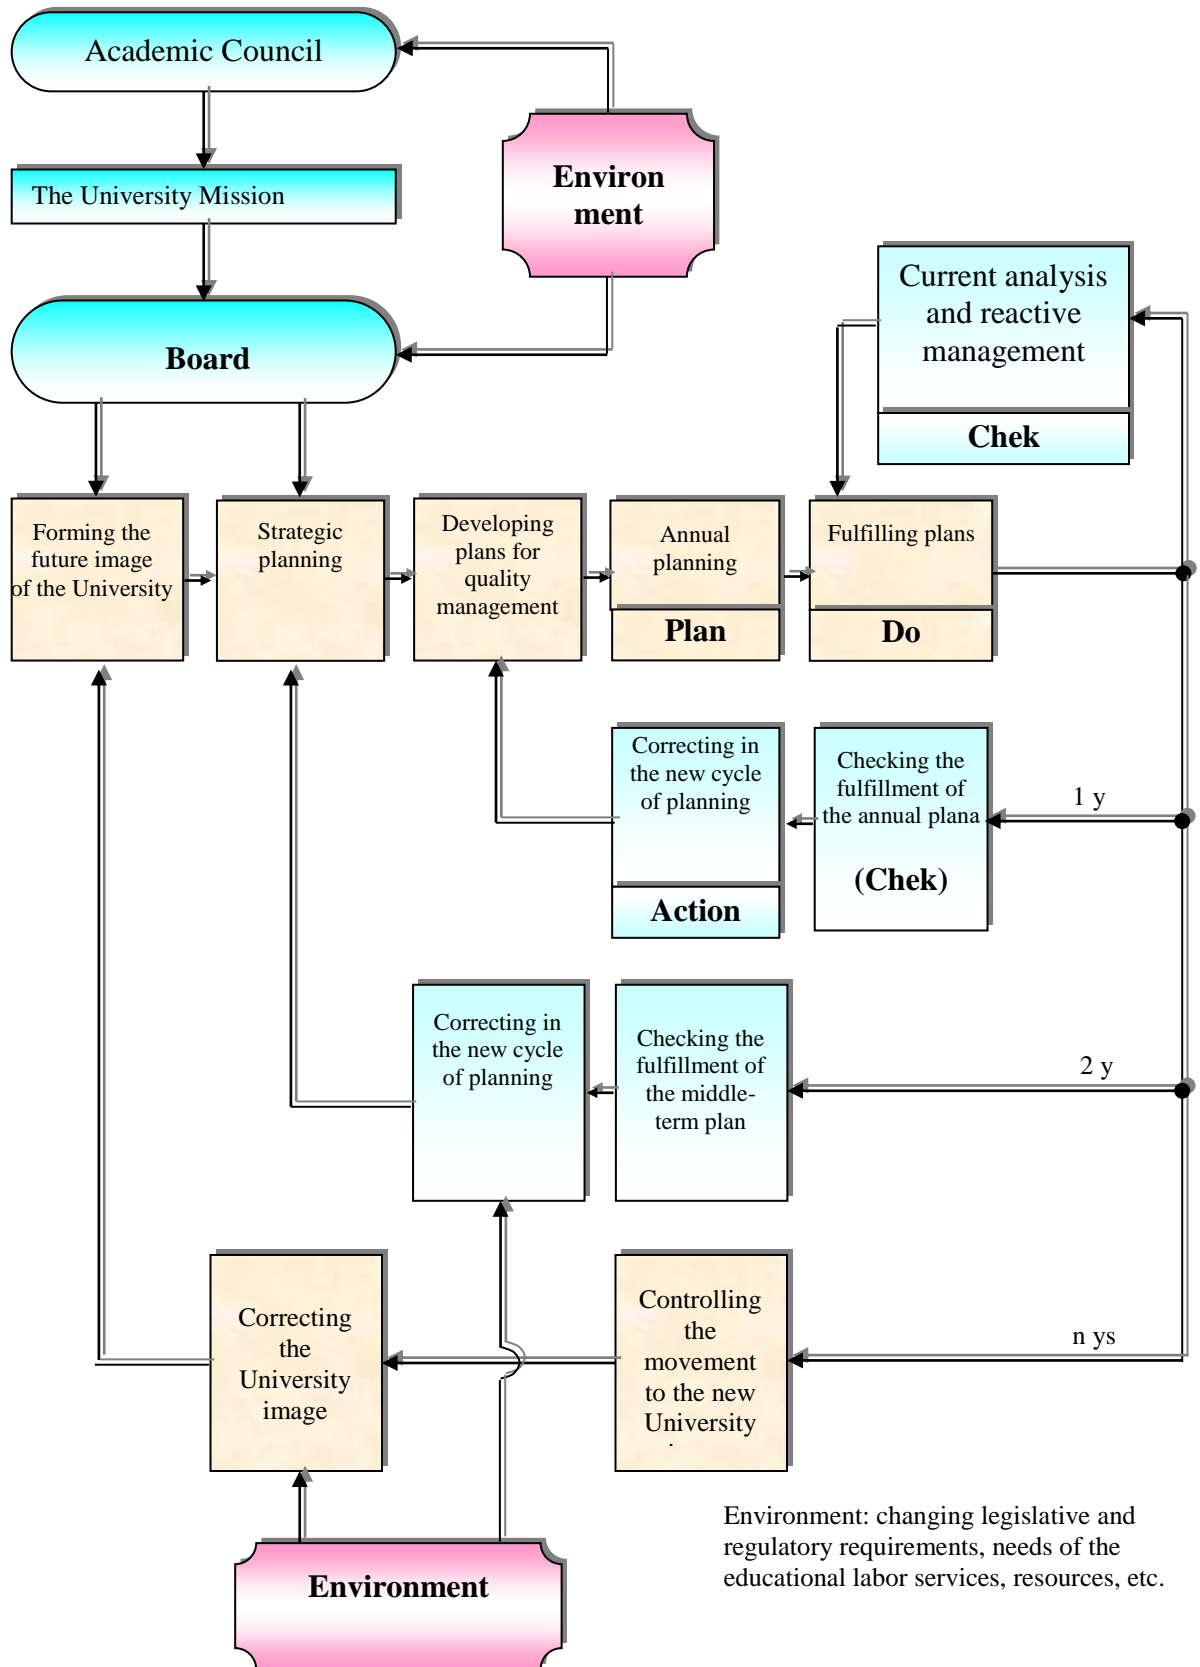 Academic Council
The University Mission
Environ
ment
Board
Current analysis
and reactive
management
Chek
Forming the
future image
of the University
Strategic
planning
Developing
plans for
quality
management
Annual
planning
Plan
Fulfilling plans
Do
Correcting in
the new cycle
of planning
Action
Checking the
fulfillment of
the annual plana
(Chek)
1 y
Correcting in
the new cycle
of planning
Checking the
fulfillment of
the middle-
term plan
2 y
Correcting
the
University
image
Controlling
the
movement
to the new
University
n ys
Environment
Environment: changing legislative and
regulatory requirements, needs of the
educational labor services, resources, etc.